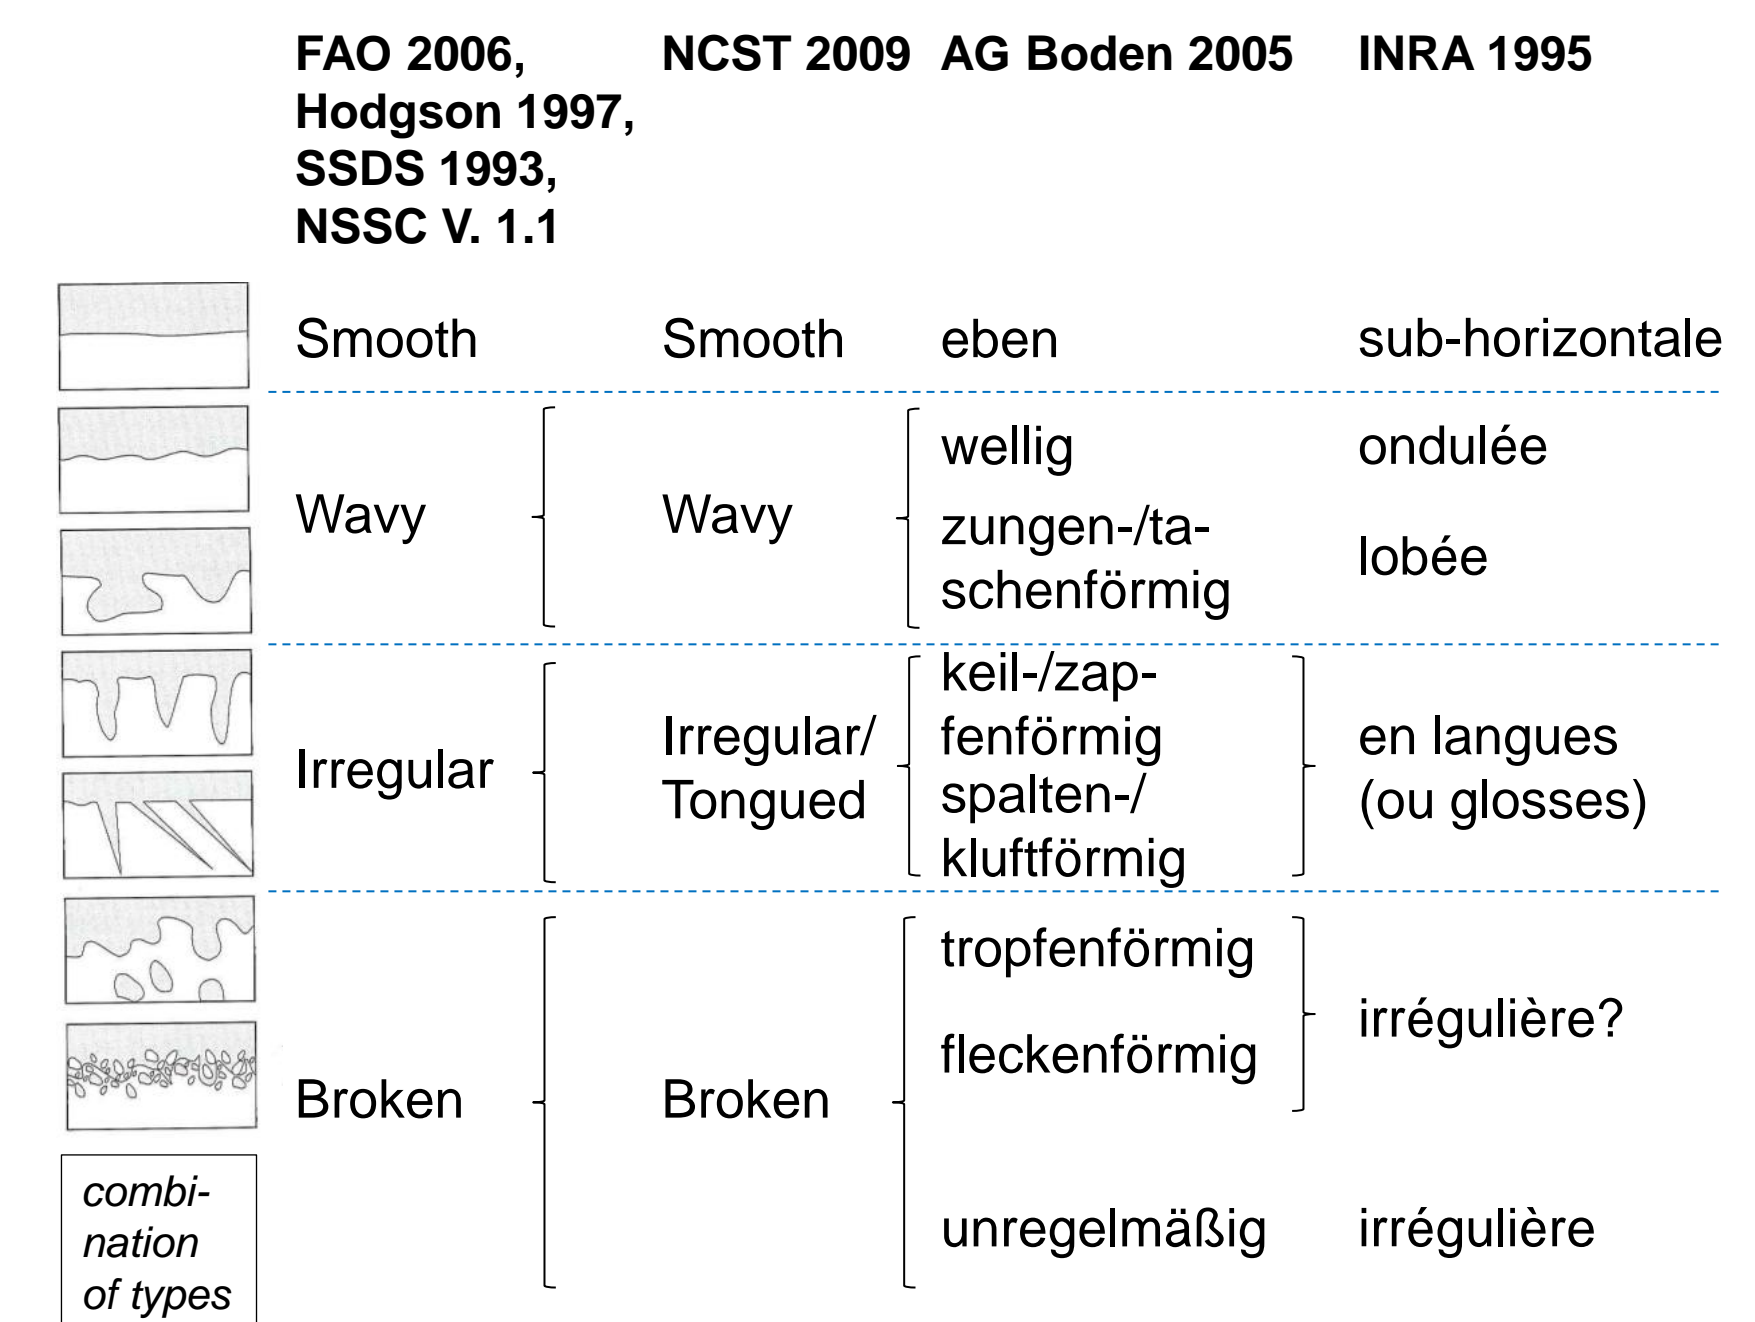 FAO 2006,
Hodgson 1997,
SSDS 1993,
NSSC V. 1.1
NCST 2009
AG Boden 2005
INRA 1995
Smooth
Smooth
eben
sub-horizontale
Wavy
Wavy
wellig
zungen-/ta-
schenförmig
ondulée
lobée
Irregular
Irregular/
Tongued
keil-/zap-
fenförmig
spalten-/
kluftförmig
en langues
(ou glosses)
Broken
Broken
tropfenförmig
fleckenförmig
unregelmäßig
irrégulière?
irrégulière
combi-
nation
of types